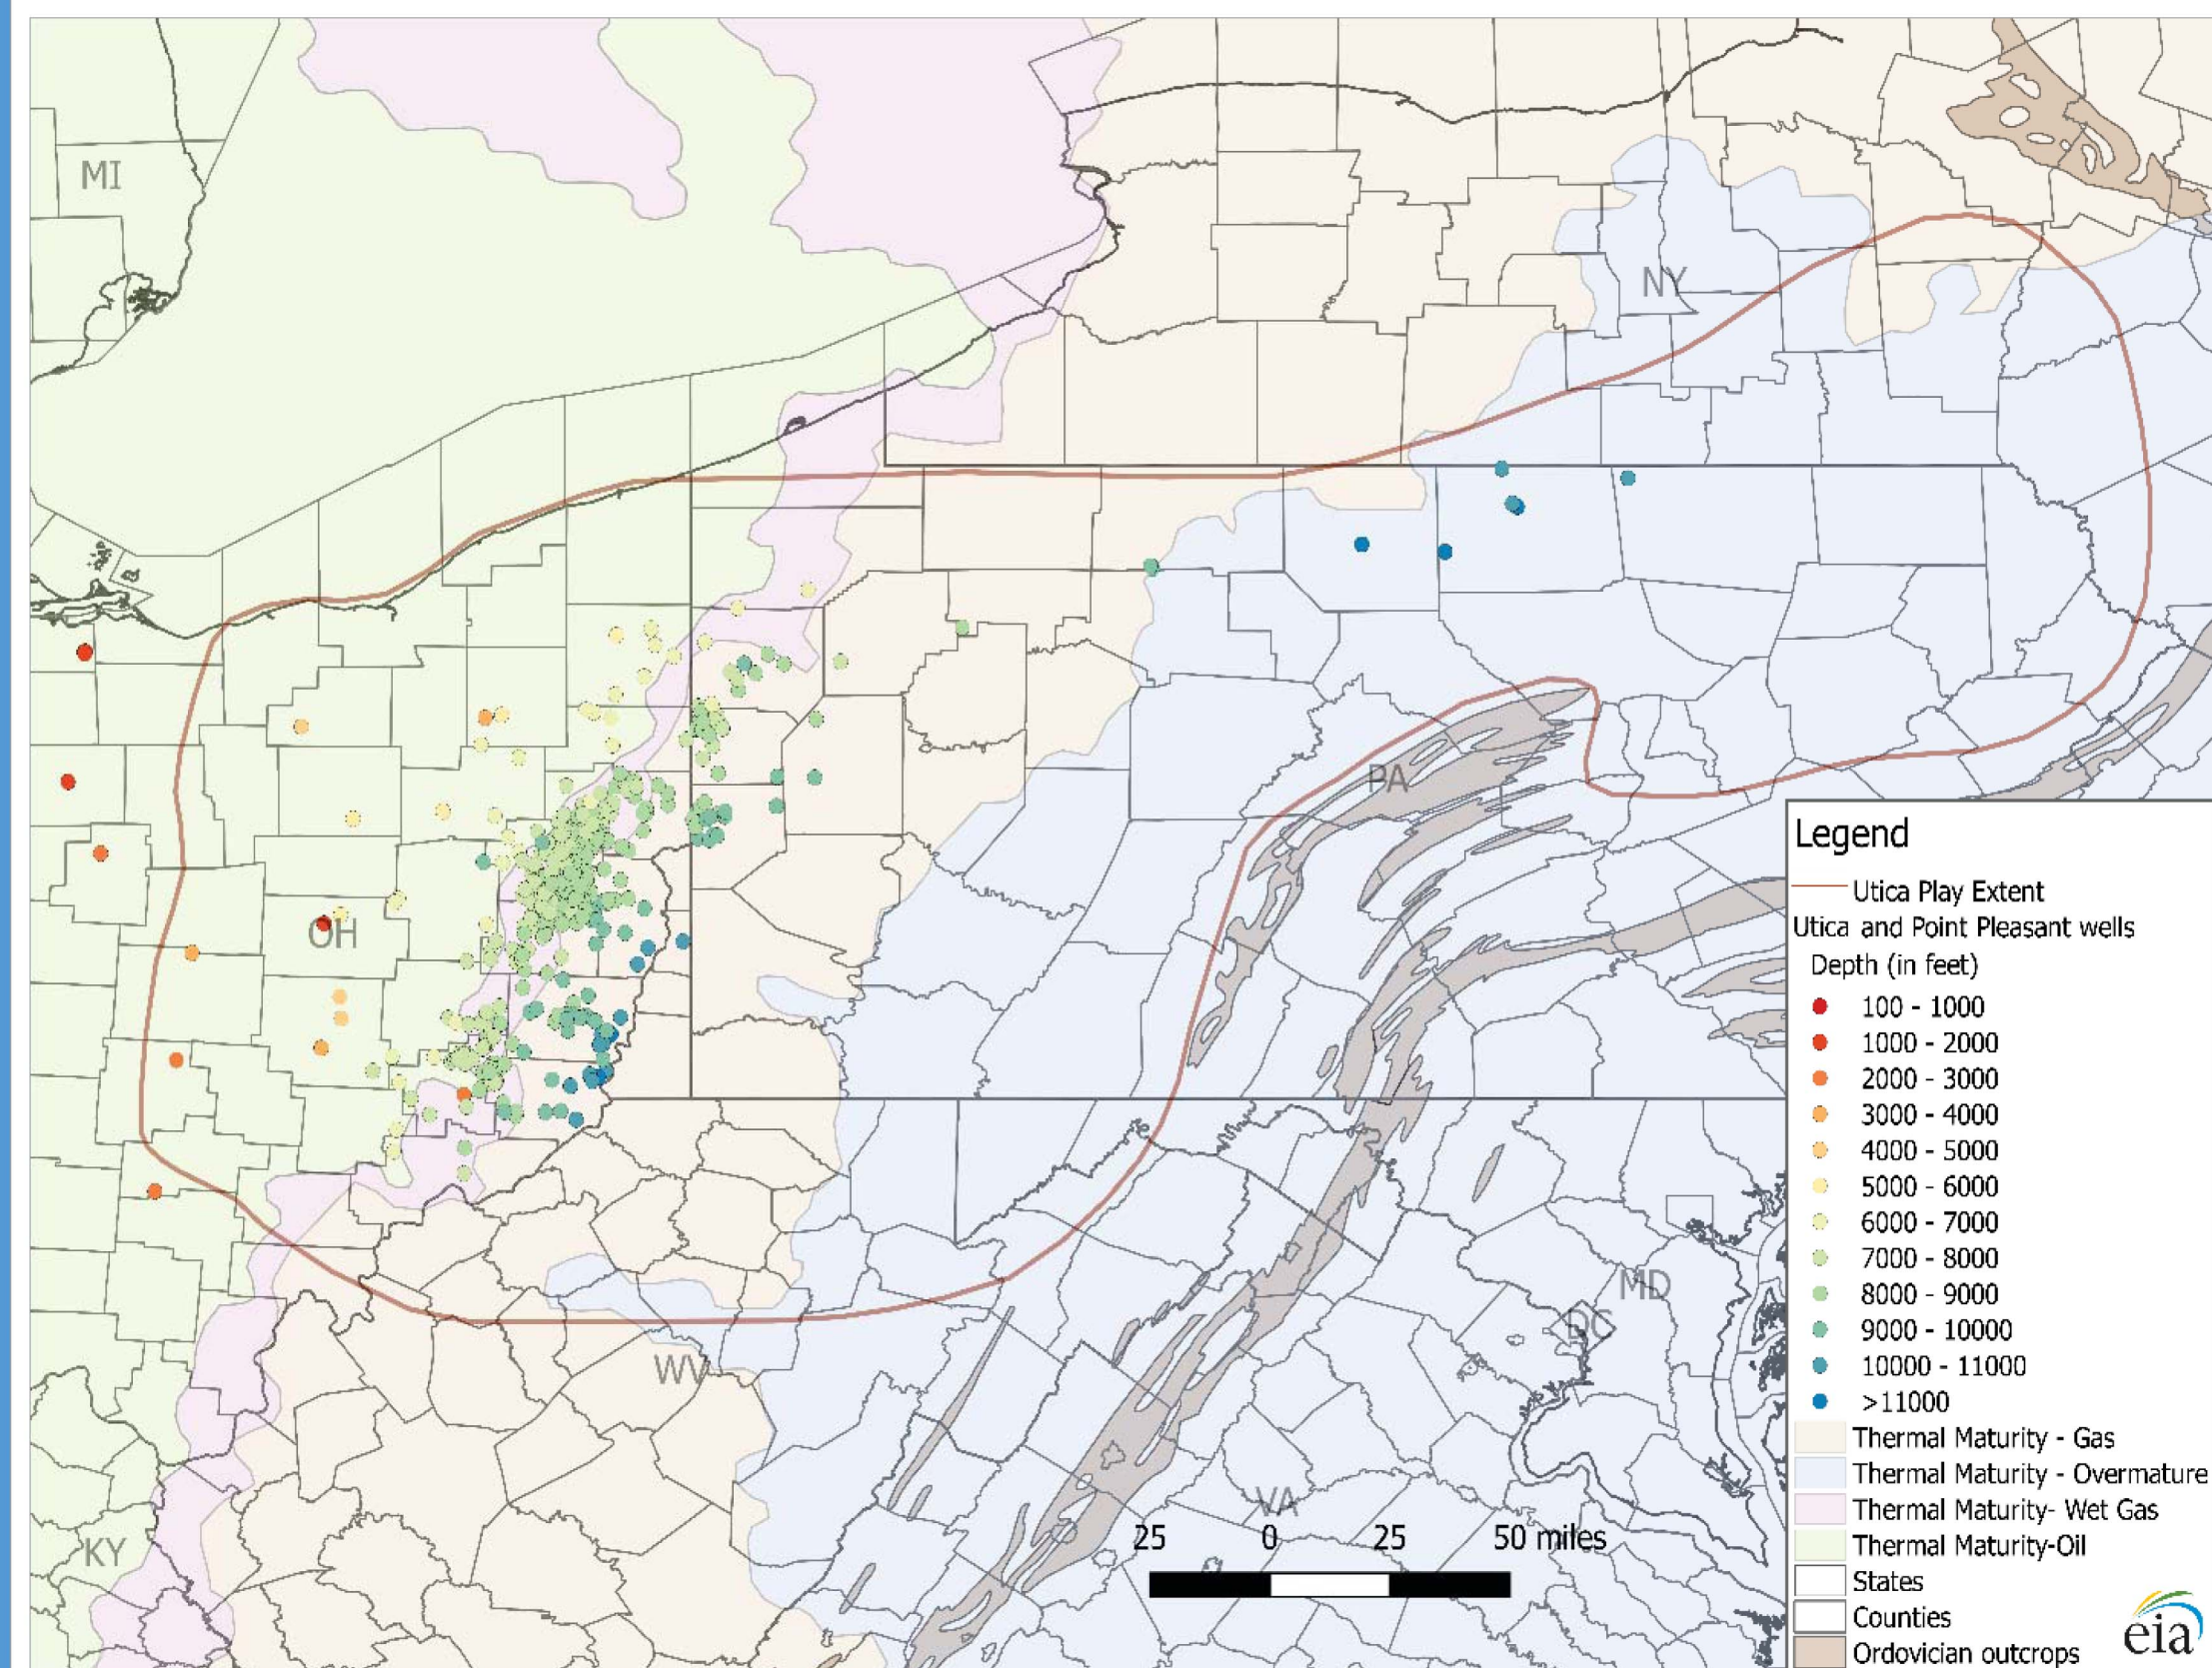 MI
NY
PA
OH
WV
MD
DC
VA
KY
25 0 25 50 miles
Legend
Utica Play Extent
Utica and Point Pleasant wells
Depth (in feet)
100 - 1000
1000 - 2000
2000 - 3000
3000 - 4000
4000 - 5000
5000 - 6000
6000 - 7000
7000 - 8000
8000 - 9000
9000 - 10000
10000 - 11000
>11000
Thermal Maturity - Gas
Thermal Maturity - Overmature
Thermal Maturity- Wet Gas
Thermal Maturity-Oil
States
Counties
Ordovician outcrops
eia